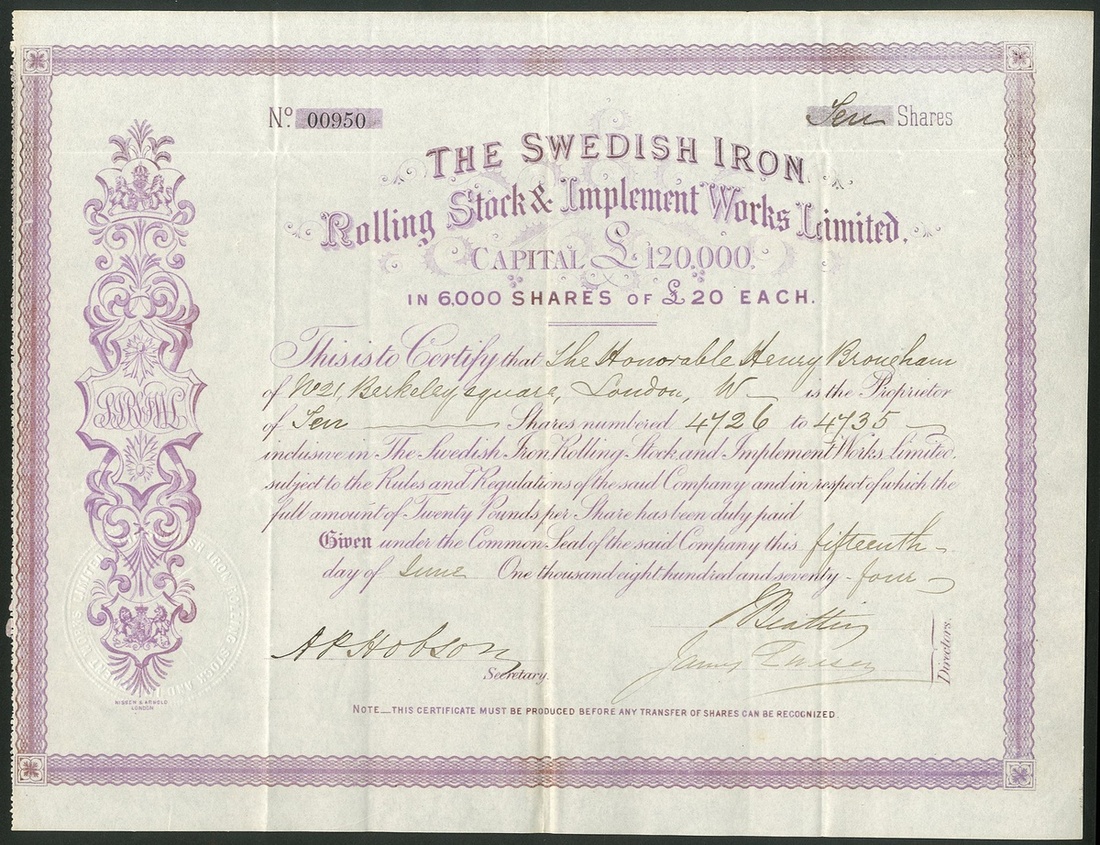 No. 00950
Ten Shares
THE SWEDISH IRON
Rolling Stock & Implement Works Limited.
CAPITAL £120,000.
IN 6,000 SHARES OF £20 EACH.
This is to Certify that The Honorable Henry Brougham
of No 21, Berkeley square, London, W is the Proprietor
of Ten Shares numbered 4726 to 4735
inclusive in The Swedish Iron, Rolling Stock, and Implement Works Limited,
subject to the Rules and Regulations of the said Company and in respect of which the
full amount of Twenty Pounds per Share has been duly paid
Given under the Common Seal of the said Company this fifteenth
day of June One thousand eight hundred and seventy-four
A P Hobson
Secretary.
Directors.
NISSEN & ARNOLD
LONDON
NOTE_THIS CERTIFICATE MUST BE PRODUCED BEFORE ANY TRANSFER OF SHARES CAN BE RECOGNIZED.